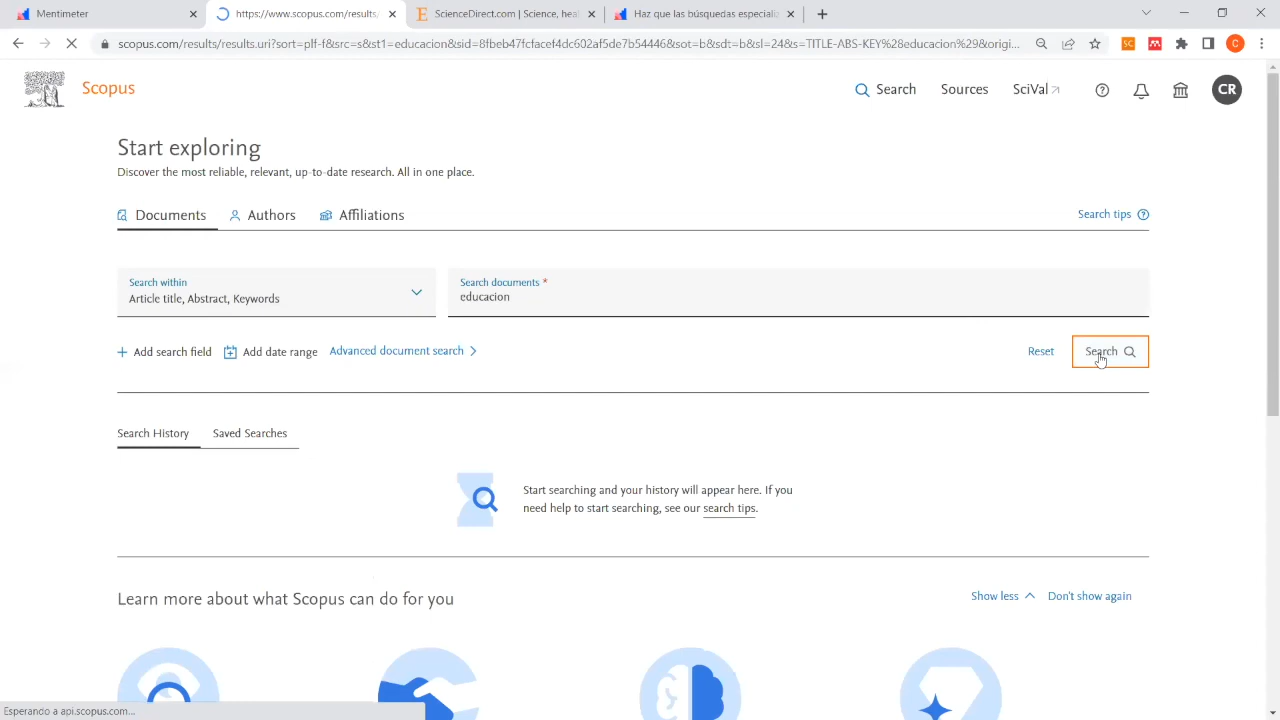 Mentimeter
https://www.scopus.com/results/
ScienceDirect.com | Science, heal
Haz que las búsquedas especiali
scopus.com/results/results.uri?sort=plf-f&src=s&st1=educacion&sid=8fbeb47fcfacef4dc602af5de7b54446&sot=b&sdt=b&sl=24&s=TITLE-ABS-KEY%28educacion%29&origi...
SC
C
Scopus
Search
Sources
SciVal
CR
Start exploring
Discover the most reliable, relevant, up-to-date research. All in one place.
Documents
Authors
Affiliations
Search tips
Search within
Article title, Abstract, Keywords
Search documents *
educacion
Add search field
Add date range
Advanced document search
Reset
Search
Search History
Saved Searches
Start searching and your history will appear here. If you
need help to start searching, see our search tips.
Learn more about what Scopus can do for you
Show less
Don't show again
Esperando a api.scopus.com...